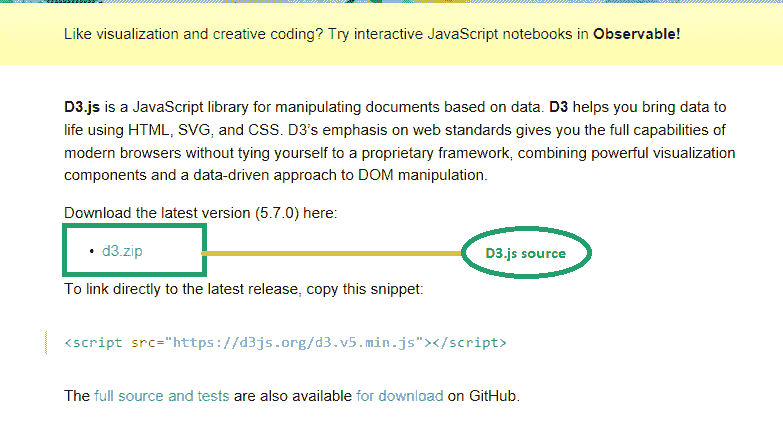 Like visualization and creative coding? Try interactive JavaScript notebooks in Observable!
D3.js is a JavaScript library for manipulating documents based on data. D3 helps you bring data to
life using HTML, SVG, and CSS. D3’s emphasis on web standards gives you the full capabilities of
modern browsers without tying yourself to a proprietary framework, combining powerful visualization
components and a data-driven approach to DOM manipulation.
Download the latest version (5.7.0) here:
• d3.zip
D3.js source
To link directly to the latest release, copy this snippet:
<script src="https://d3js.org/d3.v5.min.js"></script>
The full source and tests are also available for download on GitHub.